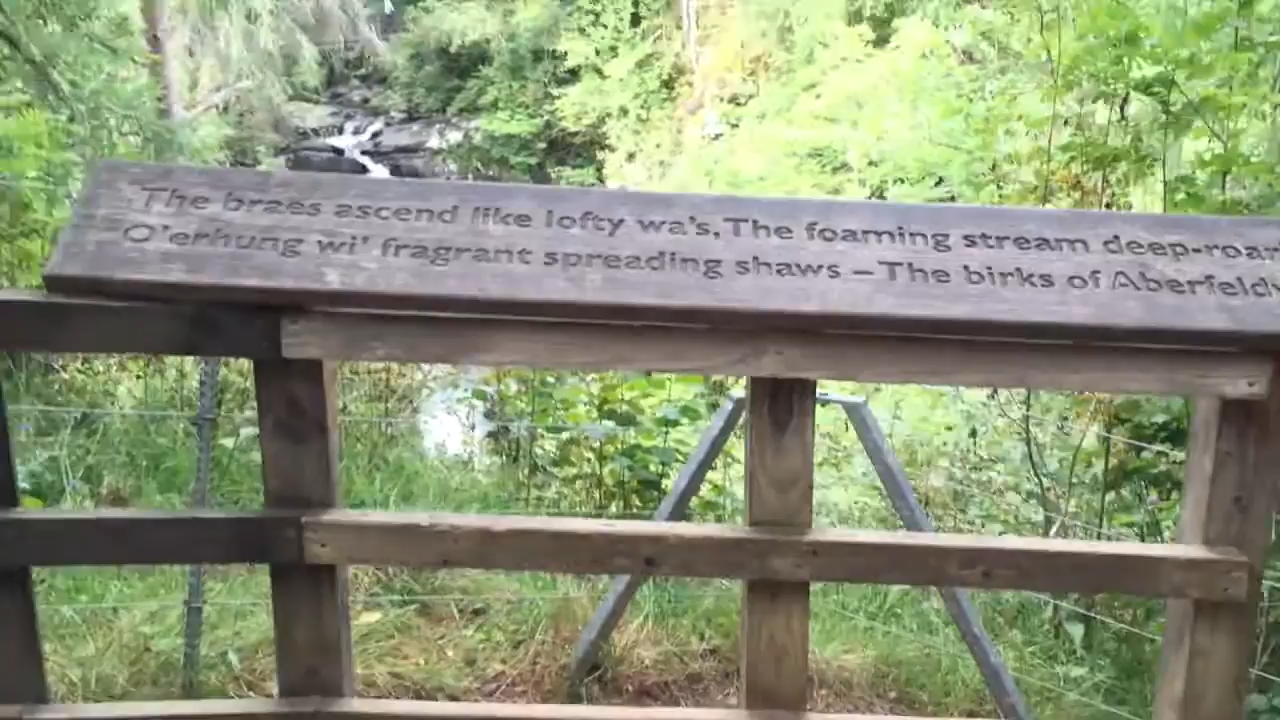 The braes ascend like lofty wa's, The foaming stream deep-roar
O'erhung wi' fragrant spreading shaws – The birks of Aberfeld